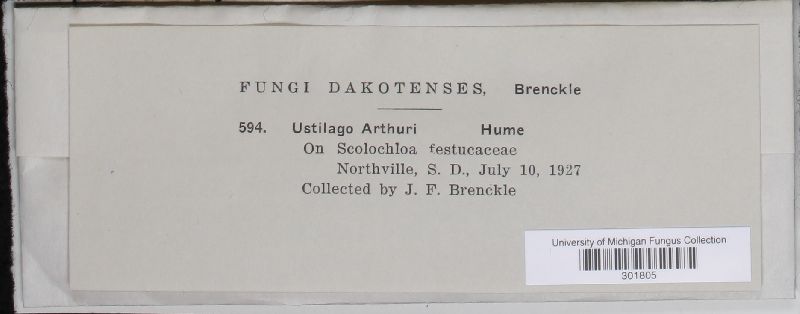 FUNGI DAKOTENSES, Brenckle
594. Ustilago Arthuri Hume
On Scolochloa festucaceae
Northville, S. D., July 10, 1927
Collected by J. F. Brenckle
University of Michigan Fungus Collection
301805